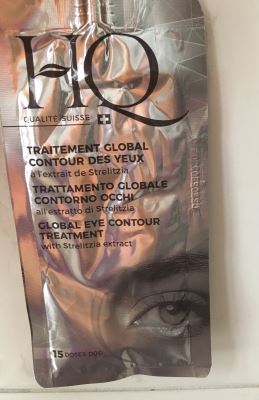 HQ
QUALITÉ SUISSE
TRAITEMENT GLOBAL
CONTOUR DES YEUX
à l'extrait de Strelitzia
TRATTAMENTO GLOBALE
CONTORNO OCCHI
all'estratto di Strelitzia
GLOBAL EYE CONTOUR
TREATMENT
with Strelitzia extract
15 DOSES